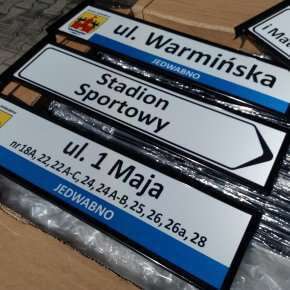 ul. Warmińska
JEDWABNO
Stadion
Sportowy
ul. 1 Maja
nr 18A, 22, 22 A-C, 24, 24 A-B, 25, 26, 26a, 28
JEDWABNO
i Mat